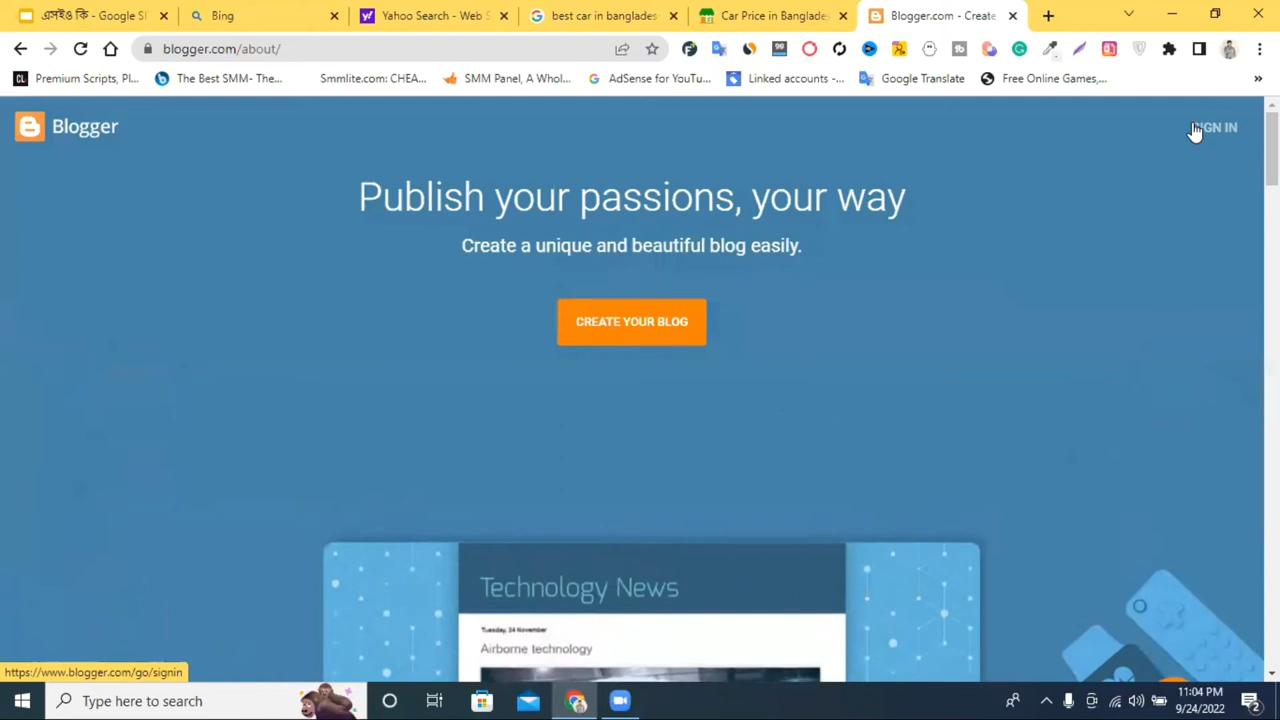 এসইও কি - Google Sl
Bing
Yahoo Search - Web S
best car in banglades
Car Price in Banglade
Blogger.com - Create
blogger.com/about/
Premium Scripts, Pl...
The Best SMM- The...
Smmlite.com: CHEA...
SMM Panel, A Whol...
AdSense for YouTu...
Linked accounts -...
Google Translate
Free Online Games,...
Blogger
SIGN IN
Publish your passions, your way
Create a unique and beautiful blog easily.
CREATE YOUR BLOG
Technology News
Tuesday, 24 November
Airborne technology
https://www.blogger.com/go/signin
Type here to search
11:04 PM
9/24/2022
2